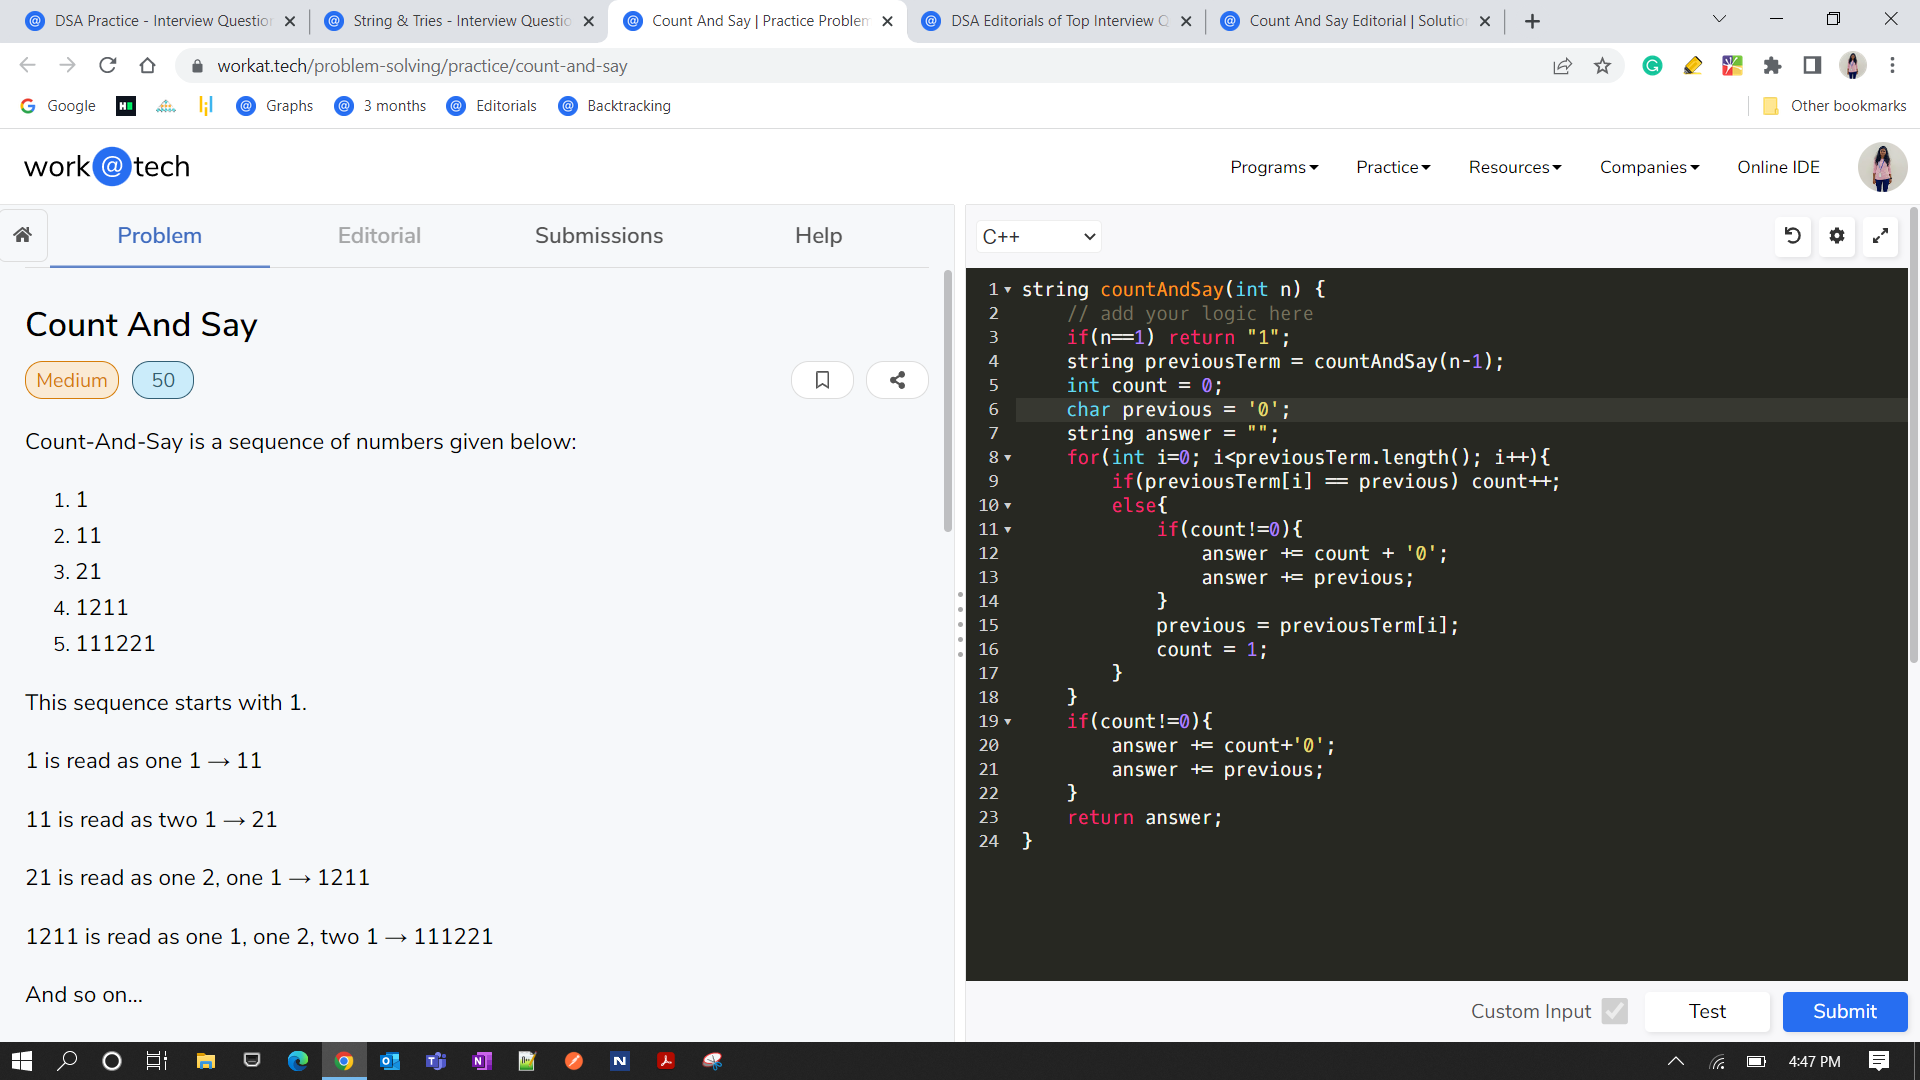 DSA Practice - Interview Question
String & Tries - Interview Questio
Count And Say | Practice Problem
DSA Editorials of Top Interview Q
Count And Say Editorial | Solution
workat.tech/problem-solving/practice/count-and-say
Google
Graphs
3 months
Editorials
Backtracking
Other bookmarks
work@tech
Programs
Practice
Resources
Companies
Online IDE
Problem
Editorial
Submissions
Help
Count And Say
Medium
50
Count-And-Say is a sequence of numbers given below:
1. 1
2. 11
3. 21
4. 1211
5. 111221
This sequence starts with 1.
1 is read as one 1 → 11
11 is read as two 1 → 21
21 is read as one 2, one 1 → 1211
1211 is read as one 1, one 2, two 1 → 111221
And so on...
C++
1 string countAndSay(int n) {
2 // add your logic here
3 if(n==1) return "1";
4 string previousTerm = countAndSay(n-1);
5 int count = 0;
6 char previous = '0';
7 string answer = "";
8 for(int i=0; i<previousTerm.length(); i++){
9 if(previousTerm[i] == previous) count++;
10 else{
11 if(count!=0){
12 answer += count + '0';
13 answer += previous;
14 }
15 previous = previousTerm[i];
16 count = 1;
17 }
18 }
19 if(count!=0){
20 answer += count+'0';
21 answer += previous;
22 }
23 return answer;
24 }
Custom Input
Test
Submit
4:47 PM